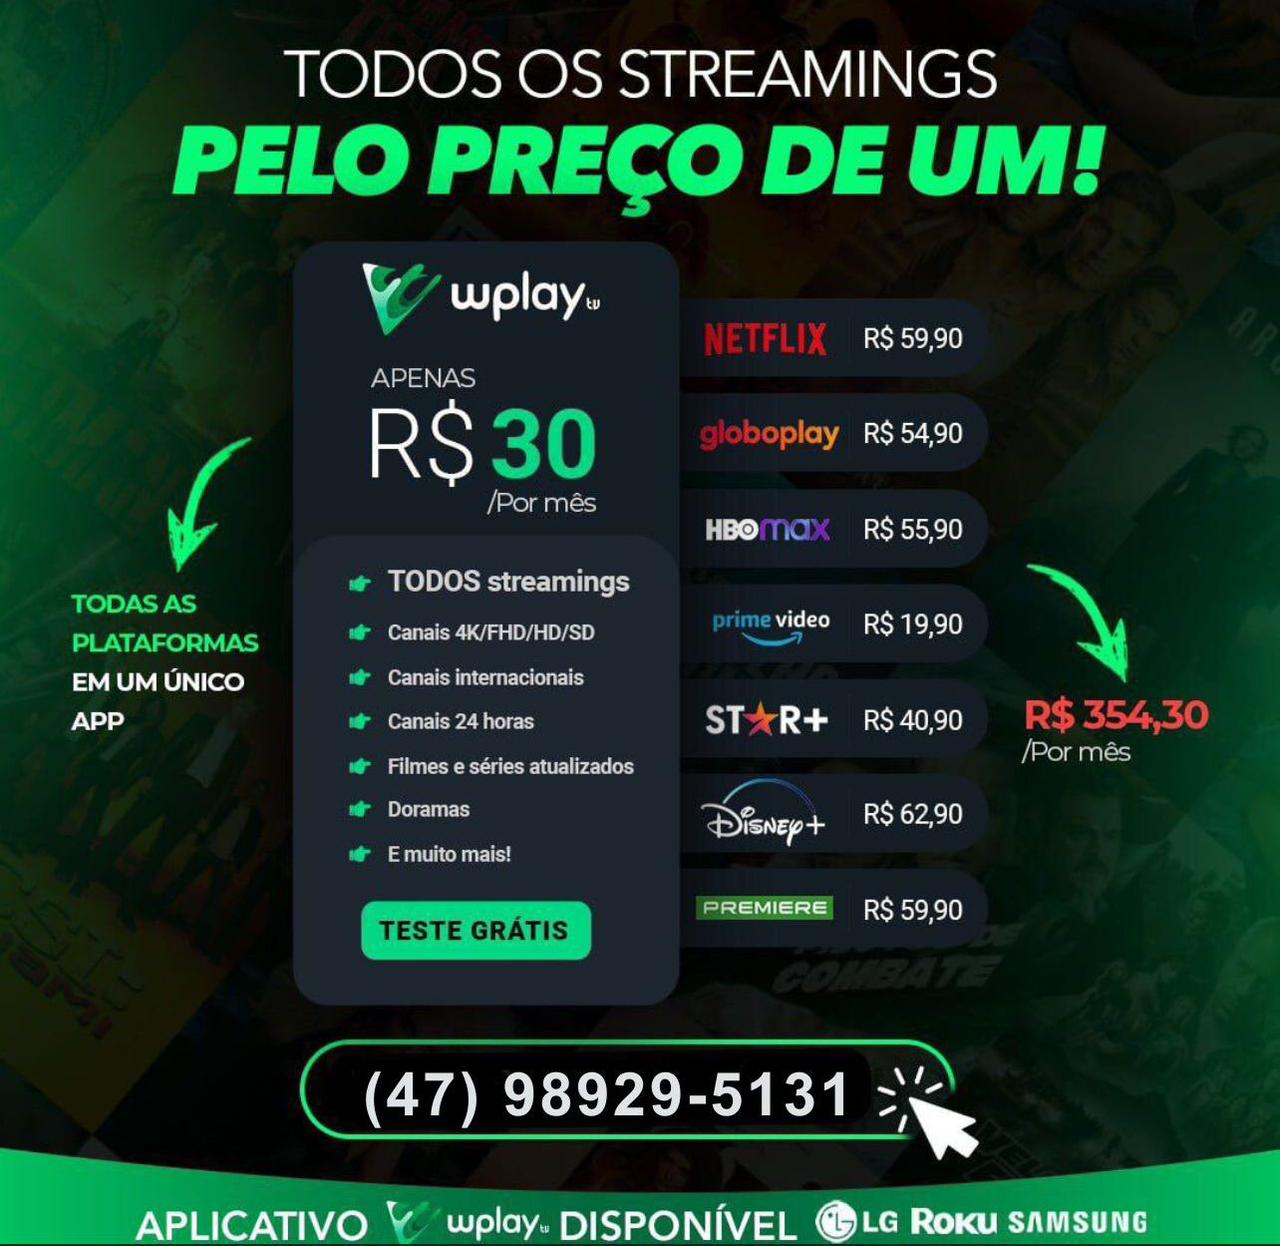 TODOS OS STREAMINGS
PELO PREÇO DE UM!
wplay tv
APENAS
R$ 30
/Por mês
TODOS streamings
Canais 4K/FHD/HD/SD
Canais internacionais
Canais 24 horas
Filmes e séries atualizados
Doramas
E muito mais!
TESTE GRÁTIS
TODAS AS
PLATAFORMAS
EM UM ÚNICO
APP
NETFLIX R$ 59,90
globoplay R$ 54,90
HBOmax R$ 55,90
prime video R$ 19,90
STAR+ R$ 40,90
Disney+ R$ 62,90
PREMIERE R$ 59,90
R$ 354,30
/Por mês
COMBATE
(47) 98929-5131
APLICATIVO wplay tv DISPONÍVEL LG ROKU SAMSUNG